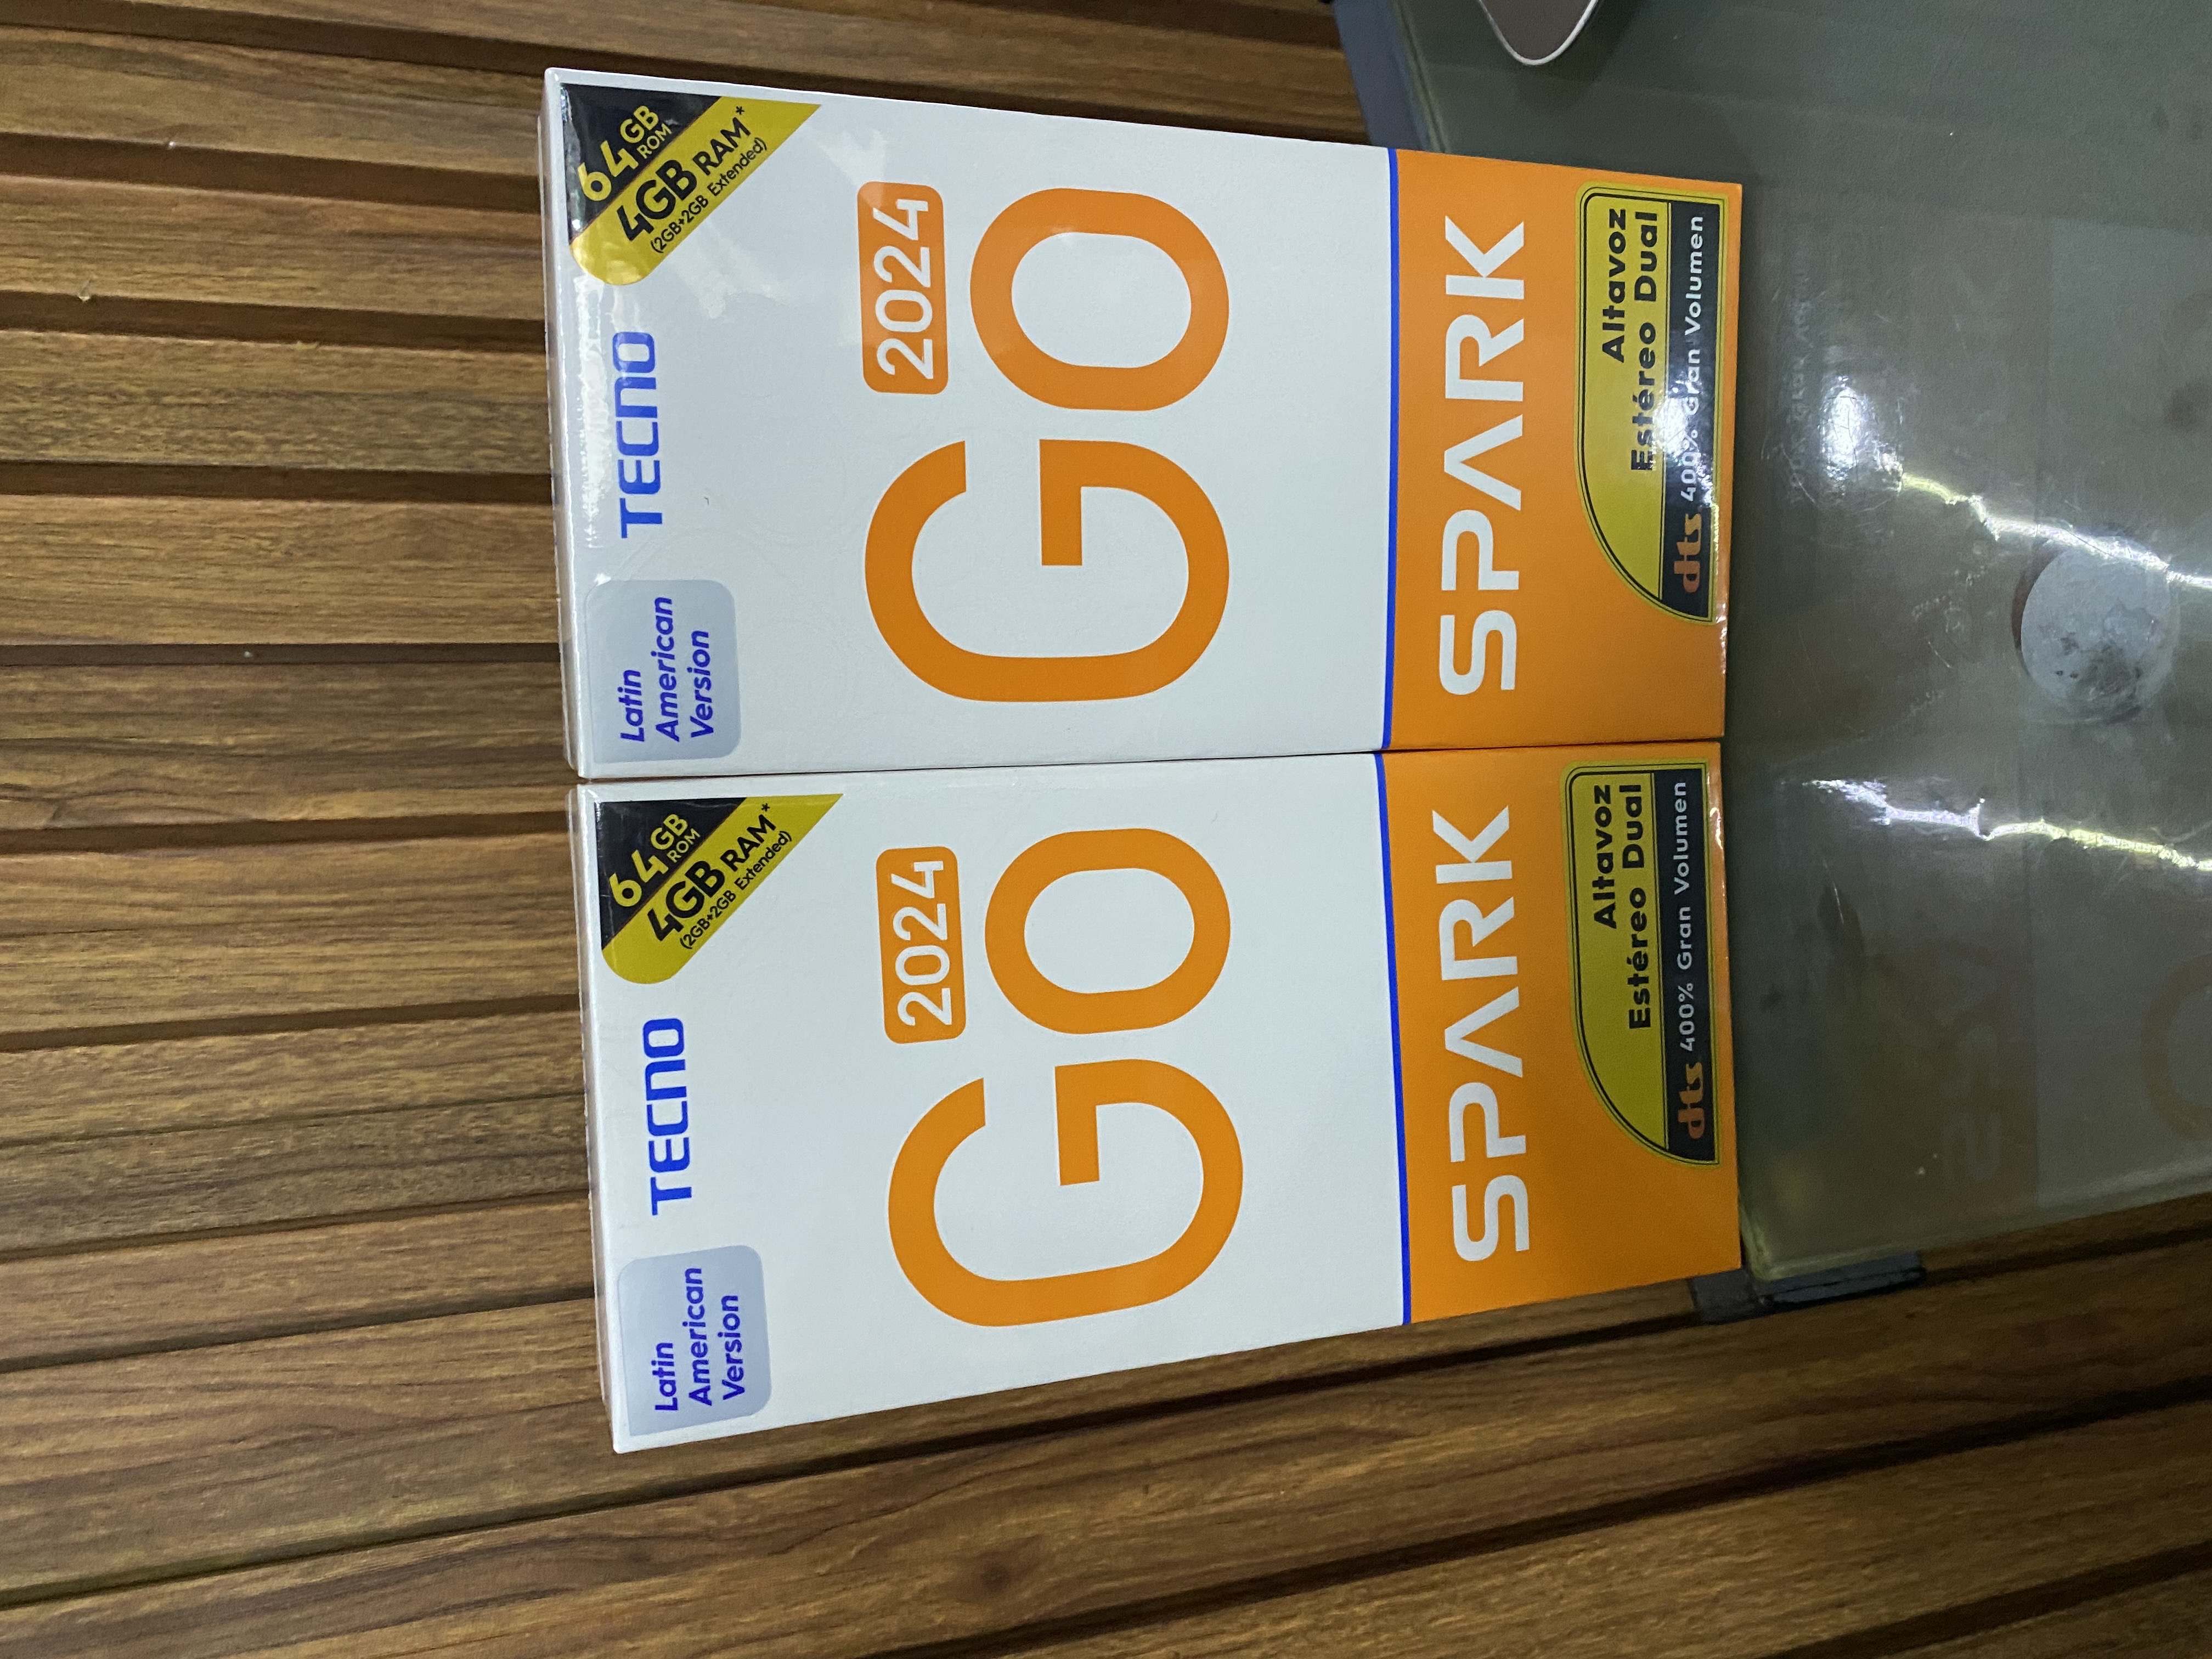 Latin
American
Version
TECNO
64GB
ROM
4GB RAM*
(2GB+2GB Extended)
2024
GO
SPARK
Altavoz
Estéreo Dual
dts 400% Gran Volumen
Latin
American
Version
TECNO
64GB
ROM
4GB RAM*
(2GB+2GB Extended)
2024
GO
SPARK
Altavoz
Estéreo Dual
dts 400% Gran Volumen